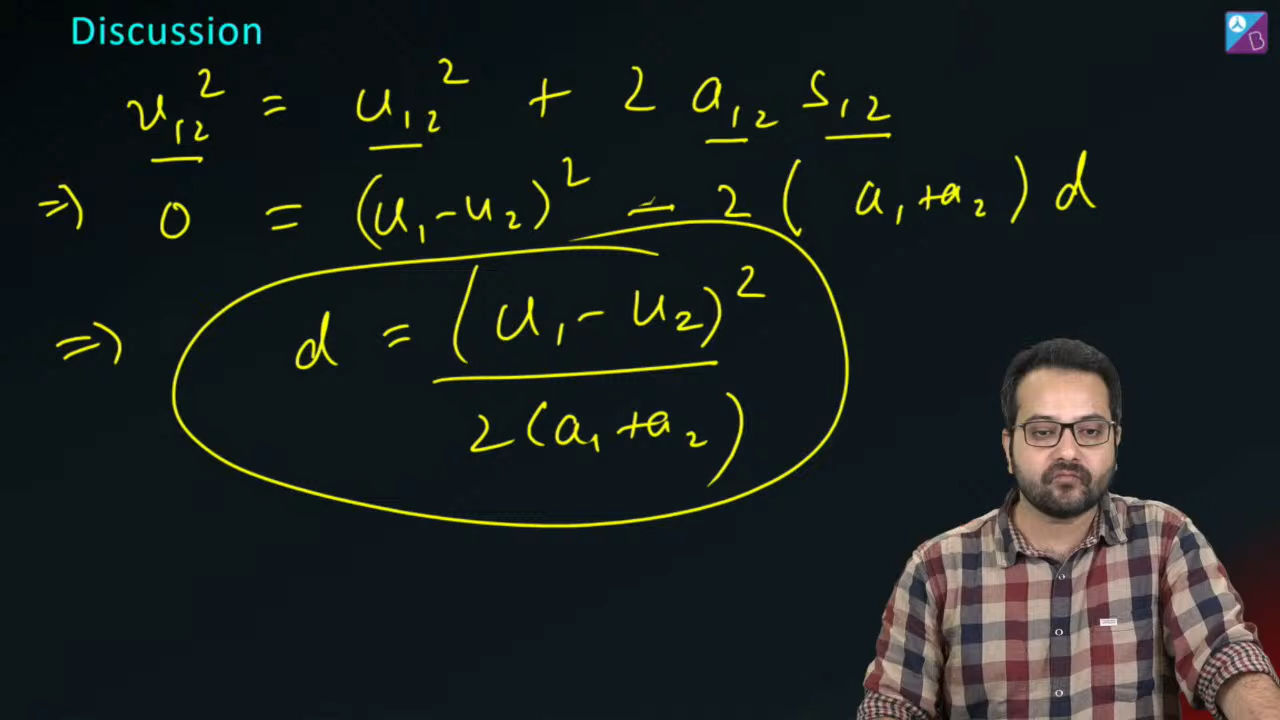 Discussion
v₁₂² = u₁₂² + 2 a₁₂ s₁₂
⇒ 0 = (u₁-u₂)² - 2 ( a₁+a₂ ) d
⇒ d = (u₁-u₂)² / 2(a₁+a₂)
B